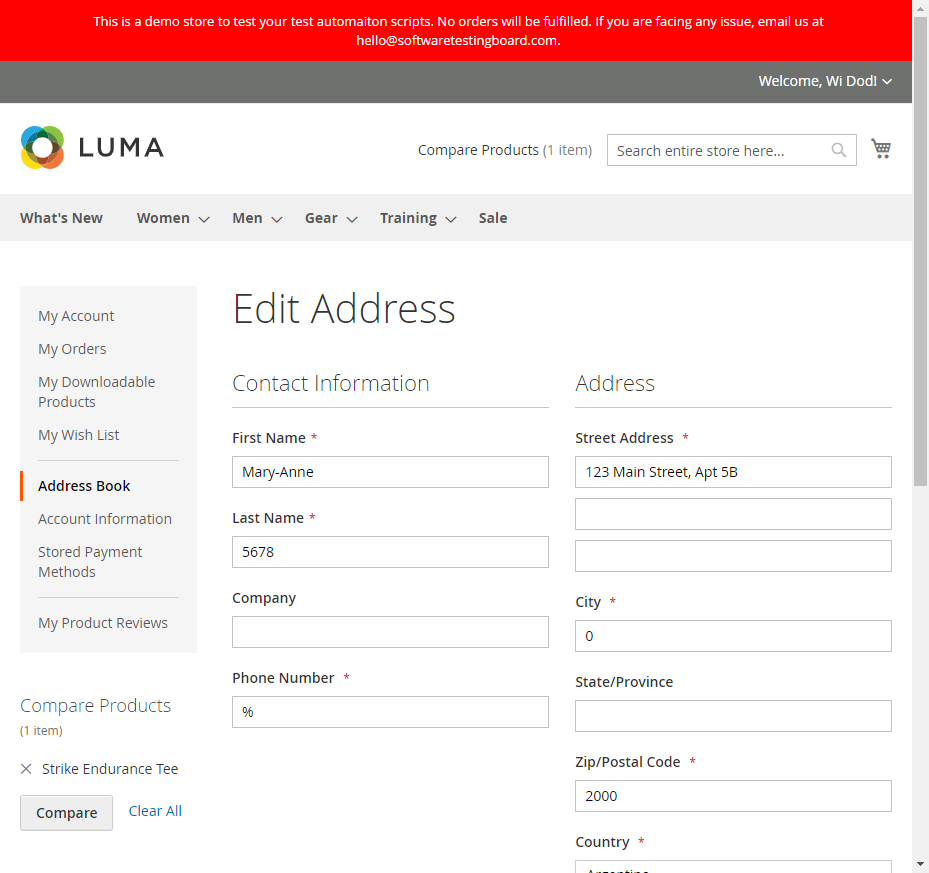 This is a demo store to test your test automaiton scripts. No orders will be fulfilled. If you are facing any issue, email us at
hello@softwaretestingboard.com.
Welcome, Wi Dod!
LUMA
Compare Products (1 item)
Search entire store here...
What's New
Women
Men
Gear
Training
Sale
My Account
My Orders
My Downloadable
Products
My Wish List
Address Book
Account Information
Stored Payment
Methods
My Product Reviews
Compare Products
(1 item)
Strike Endurance Tee
Compare
Clear All
Edit Address
Contact Information
First Name *
Mary-Anne
Last Name *
5678
Company
Phone Number *
%
Address
Street Address *
123 Main Street, Apt 5B
City *
0
State/Province
Zip/Postal Code *
2000
Country *
Argentina